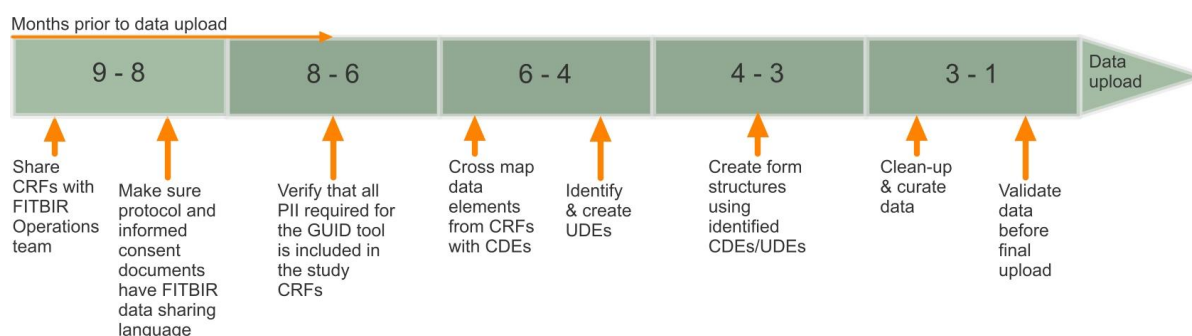 Months prior to data upload
9 - 8
8 - 6
6 - 4
4 - 3
3 - 1
Data
upload
Share
CRFs with
FITBIR
Operations
team
Make sure
protocol and
informed
consent
documents
have FITBIR
data sharing
language
Verify that all
PII required for
the GUID tool
is included in
the study
CRFs
Cross map
data
elements
from CRFs
with CDEs
Identify
& create
UDEs
Create form
structures
using
identified
CDEs/UDEs
Clean-up
& curate
data
Validate
data
before
final
upload